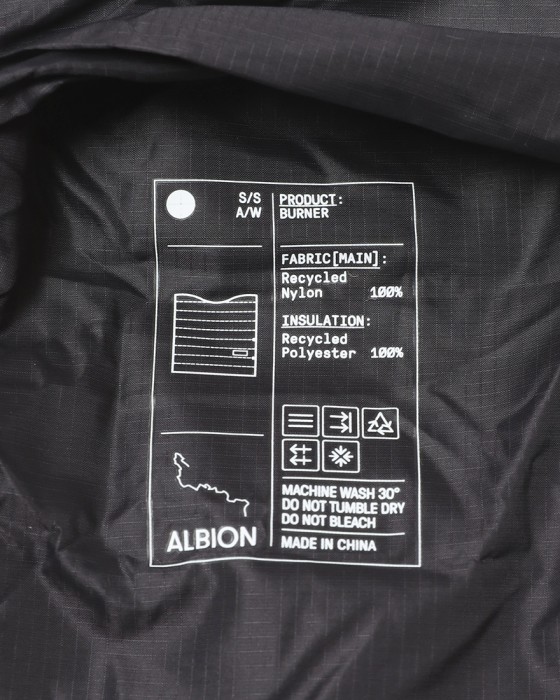 S/S
A/W
PRODUCT:
BURNER
FABRIC[MAIN]:
Recycled
Nylon 100%
INSULATION:
Recycled
Polyester 100%
MACHINE WASH 30°
DO NOT TUMBLE DRY
DO NOT BLEACH
ALBION
MADE IN CHINA